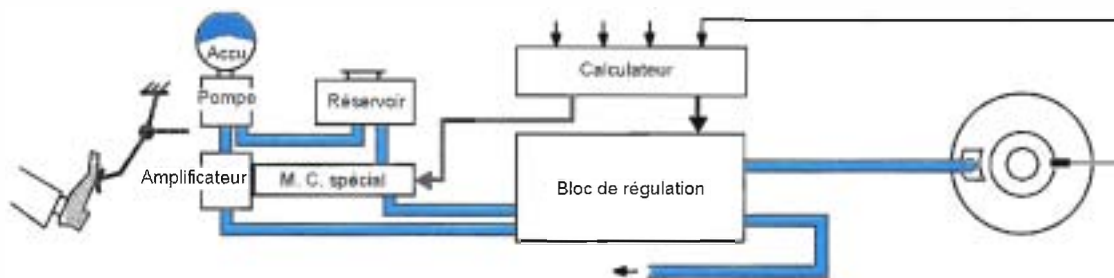 Accu
Pompe
Réservoir
Calculateur
Amplificateur
M. C. spécial
Bloc de régulation